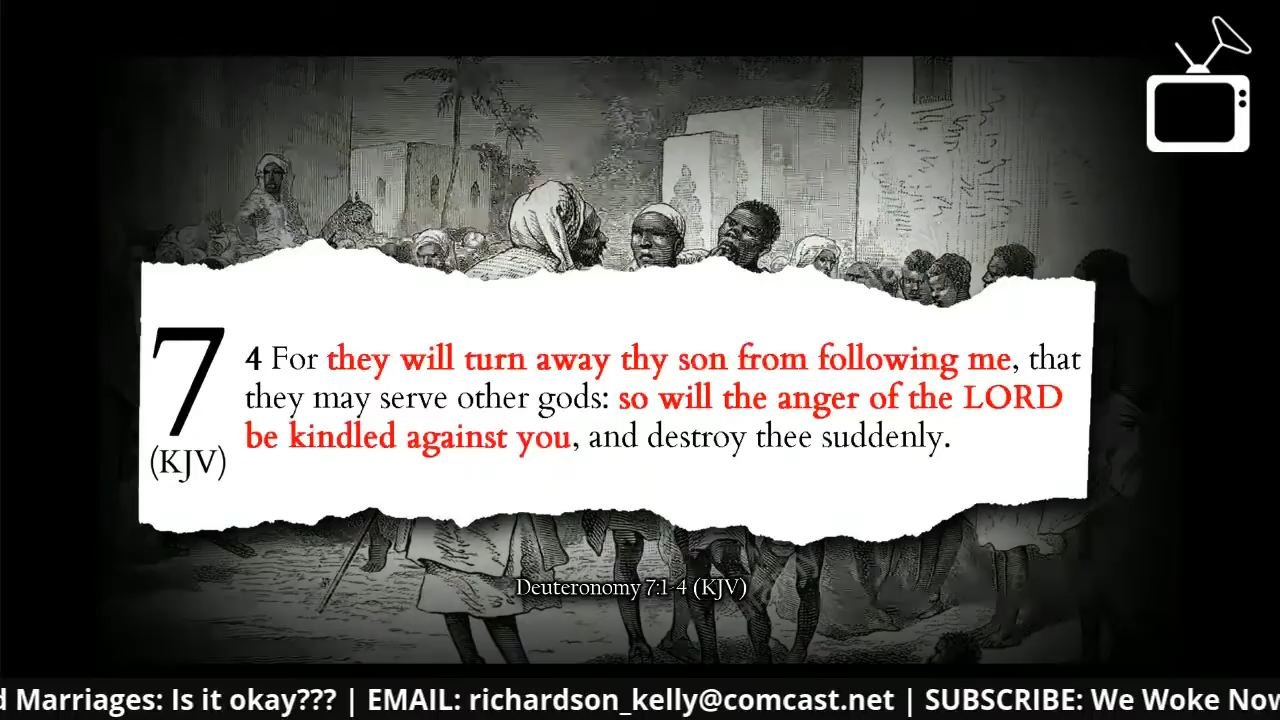 7
(KJV)
4 For they will turn away thy son from following me, that
they may serve other gods: so will the anger of the LORD
be kindled against you, and destroy thee suddenly.
Deuteronomy 7:1-4 (KJV)
d Marriages: Is it okay??? | EMAIL: richardson_kelly@comcast.net | SUBSCRIBE: We Woke Now